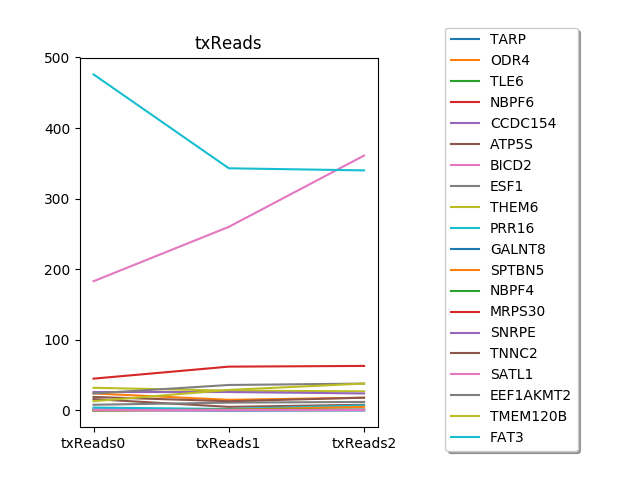 txReads
500
400
300
200
100
0
txReads0 txReads1 txReads2
TARP
ODR4
TLE6
NBPF6
CCDC154
ATP5S
BICD2
ESF1
THEM6
PRR16
GALNT8
SPTBN5
NBPF4
MRPS30
SNRPE
TNNC2
SATL1
EEF1AKMT2
TMEM120B
FAT3